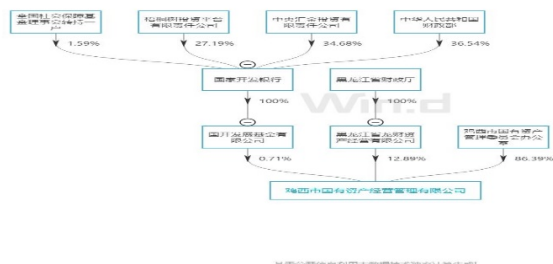 全国社会保障基
金理事会转持一
户
梧桐树投资平台
有限责任公司
中央汇金投资有
限责任公司
中华人民共和国
财政部
1.59%
27.19%
34.68%
36.54%
国家开发银行
黑龙江省财政厅
100%
100%
Win.d
国开发展基金有
限公司
黑龙江省龙财资
产经营有限公司
鸡西市国有资产
管理委员会办公
室
0.71%
12.89%
86.39%
鸡西市国有资产经营管理有限公司